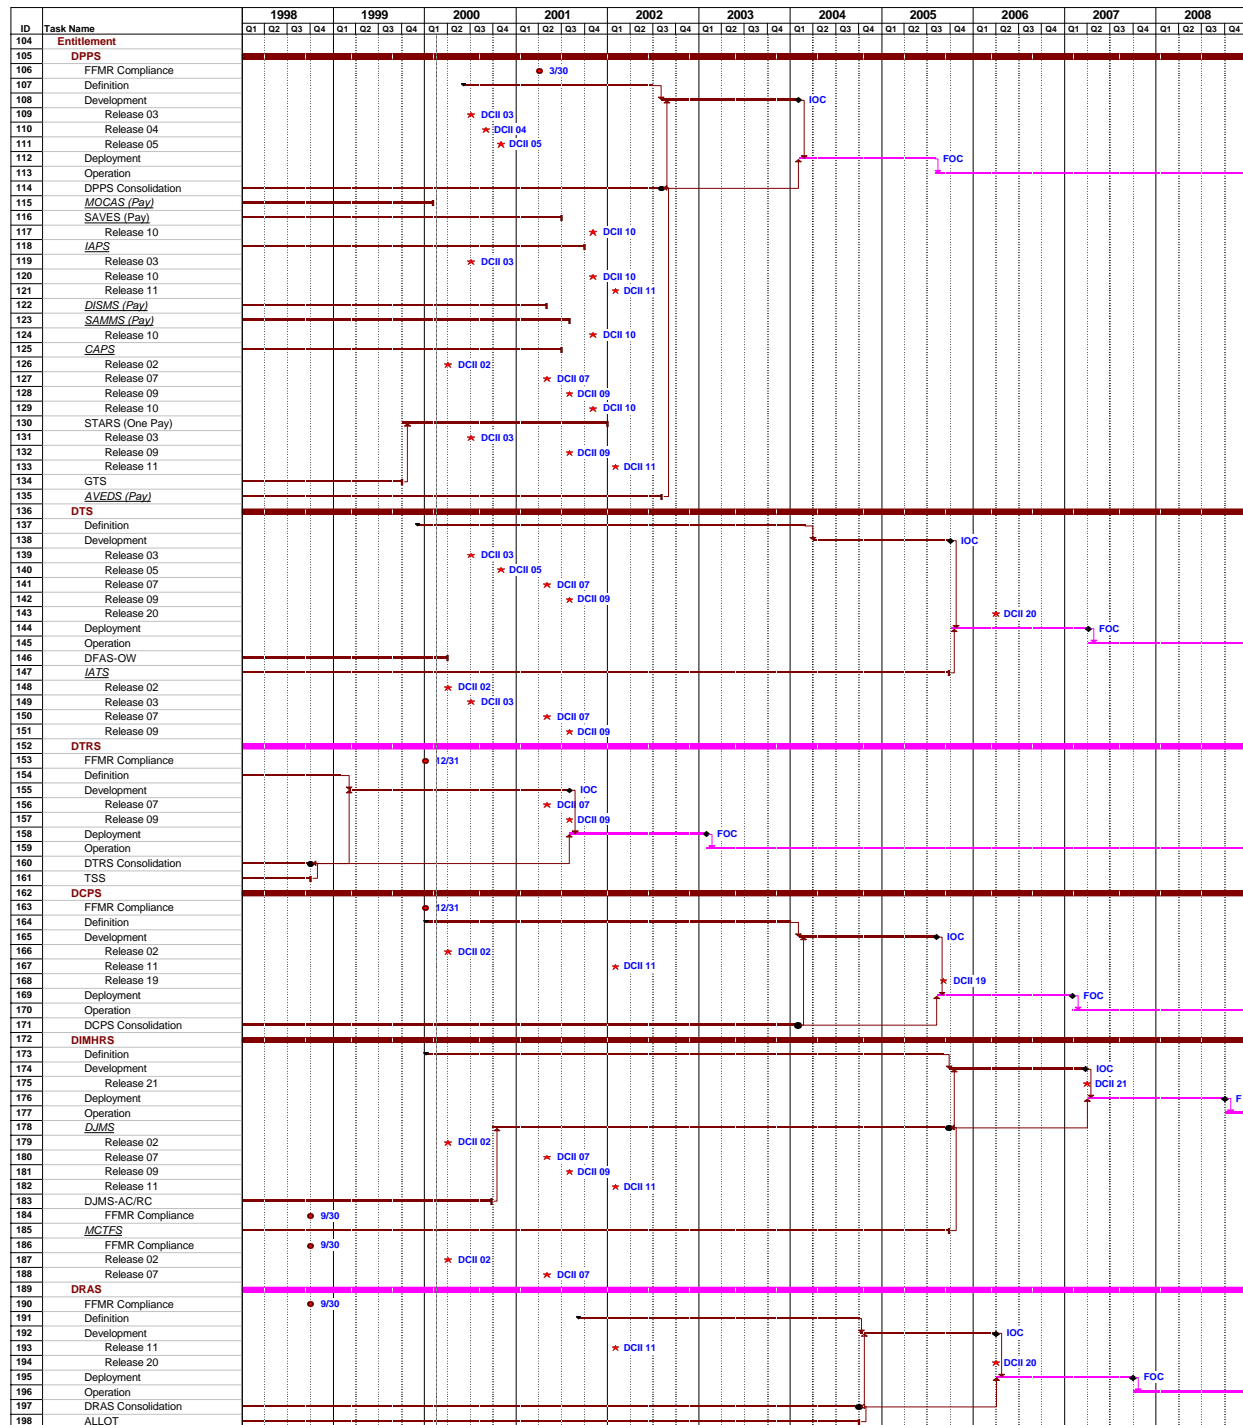 1998 1999 2000 2001 2002 2003 2004 2005 2006 2007 2008
ID Task Name Q1 Q2 Q3 Q4 Q1 Q2 Q3 Q4 Q1 Q2 Q3 Q4 Q1 Q2 Q3 Q4 Q1 Q2 Q3 Q4 Q1 Q2 Q3 Q4 Q1 Q2 Q3 Q4 Q1 Q2 Q3 Q4 Q1 Q2 Q3 Q4 Q1 Q2 Q3 Q4 Q1 Q2 Q3 Q4
104 Entitlement
105 DPPS
106 FFMR Compliance 3/30
107 Definition
108 Development IOC
109 Release 03 DCII 03
110 Release 04 DCII 04
111 Release 05 DCII 05
112 Deployment FOC
113 Operation
114 DPPS Consolidation
115 MOCAS (Pay)
116 SAVES (Pay)
117 Release 10 DCII 10
118 IAPS
119 Release 03 DCII 03
120 Release 10 DCII 10
121 Release 11 DCII 11
122 DISMS (Pay)
123 SAMMS (Pay)
124 Release 10 DCII 10
125 CAPS
126 Release 02 DCII 02
127 Release 07 DCII 07
128 Release 09 DCII 09
129 Release 10 DCII 10
130 STARS (One Pay)
131 Release 03 DCII 03
132 Release 09 DCII 09
133 Release 11 DCII 11
134 GTS
135 AVEDS (Pay)
136 DTS
137 Definition
138 Development IOC
139 Release 03 DCII 03
140 Release 05 DCII 05
141 Release 07 DCII 07
142 Release 09 DCII 09
143 Release 20 DCII 20
144 Deployment FOC
145 Operation
146 DFAS-OW
147 IATS
148 Release 02 DCII 02
149 Release 03 DCII 03
150 Release 07 DCII 07
151 Release 09 DCII 09
152 DTRS
153 FFMR Compliance 12/31
154 Definition
155 Development IOC
156 Release 07 DCII 07
157 Release 09 DCII 09
158 Deployment FOC
159 Operation
160 DTRS Consolidation
161 TSS
162 DCPS
163 FFMR Compliance 12/31
164 Definition
165 Development IOC
166 Release 02 DCII 02
167 Release 11 DCII 11
168 Release 19 DCII 19
169 Deployment FOC
170 Operation
171 DCPS Consolidation
172 DIMHRS
173 Definition
174 Development IOC
175 Release 21 DCII 21
176 Deployment F
177 Operation
178 DJMS
179 Release 02 DCII 02
180 Release 07 DCII 07
181 Release 09 DCII 09
182 Release 11 DCII 11
183 DJMS-AC/RC
184 FFMR Compliance 9/30
185 MCTFS
186 FFMR Compliance 9/30
187 Release 02 DCII 02
188 Release 07 DCII 07
189 DRAS
190 FFMR Compliance 9/30
191 Definition
192 Development IOC
193 Release 11 DCII 11
194 Release 20 DCII 20
195 Deployment FOC
196 Operation
197 DRAS Consolidation
198 ALLOT